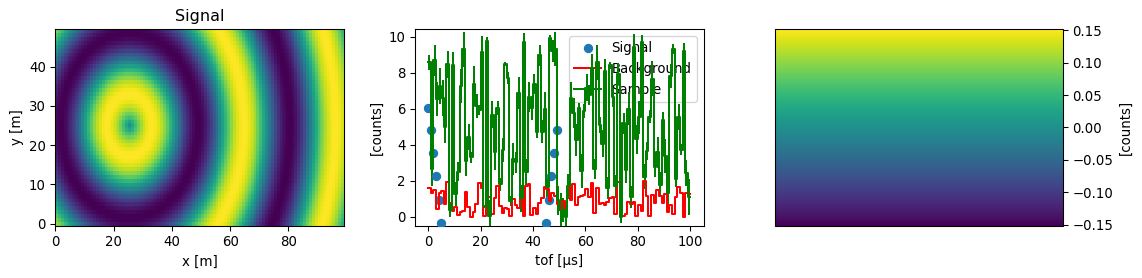 Signal
40
30
20
10
0
y [m]
0 20 40 60 80
x [m]
10
8
6
4
2
0
[counts]
Signal
Background
Sample
0 20 40 60 80 100
tof [µs]
0.15
0.10
0.05
0.00
−0.05
−0.10
−0.15
[counts]